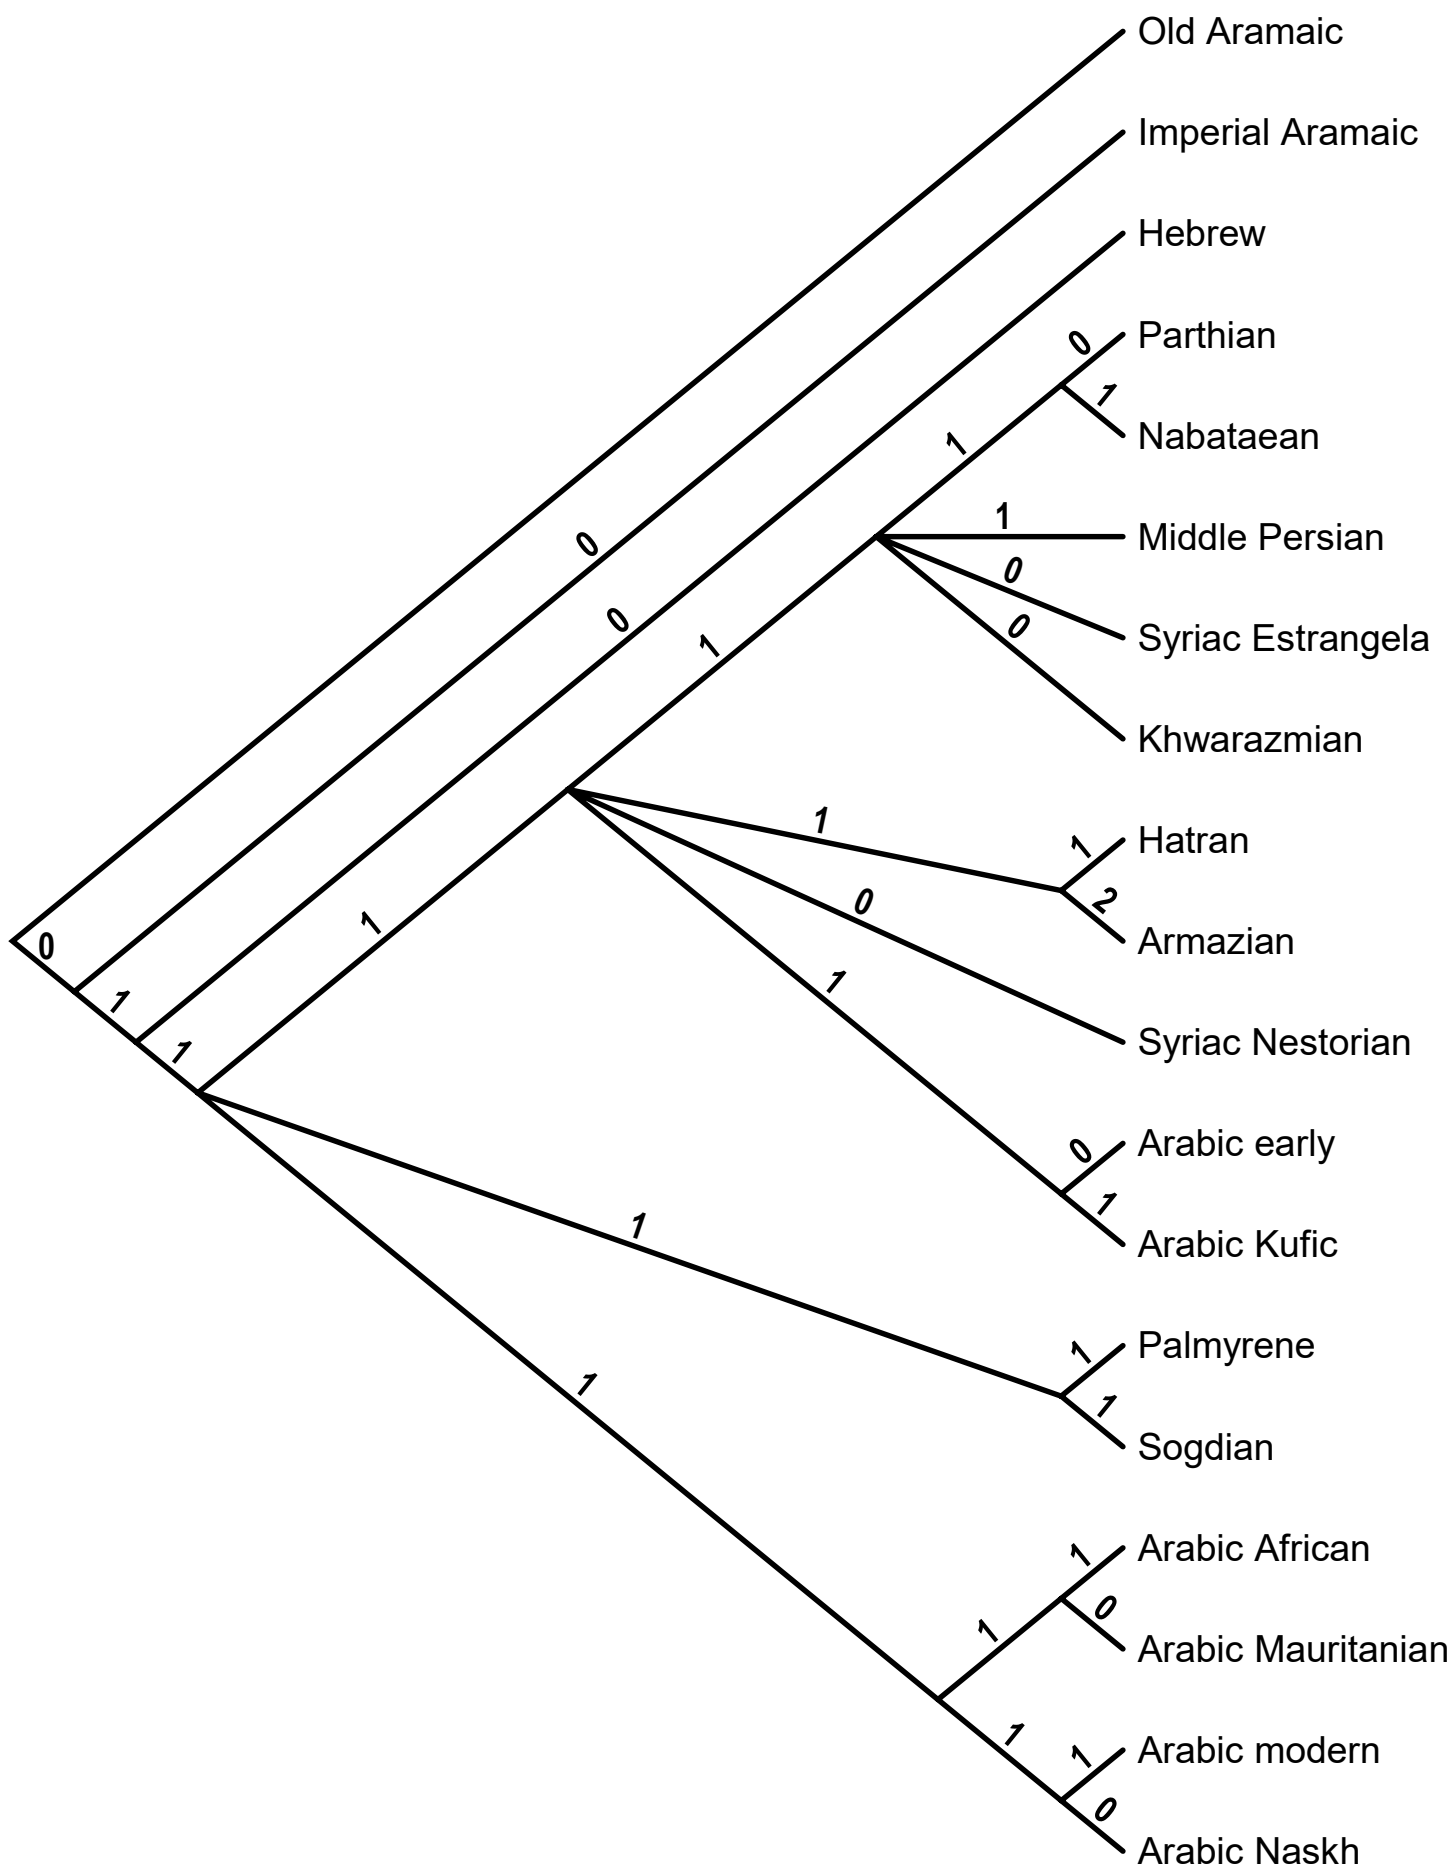 Old Aramaic
Imperial Aramaic
Hebrew
0
Parthian
1
Nabataean
1
1
Middle Persian
0
0
Syriac Estrangela
0
1
0
Khwarazmian
1
1
Hatran
2
0
Armazian
1
0
1
1
Syriac Nestorian
1
0
Arabic early
1
Arabic Kufic
1
1
Palmyrene
1
1
Sogdian
1
Arabic African
0
1
Arabic Mauritanian
1
1
Arabic modern
0
Arabic Naskh